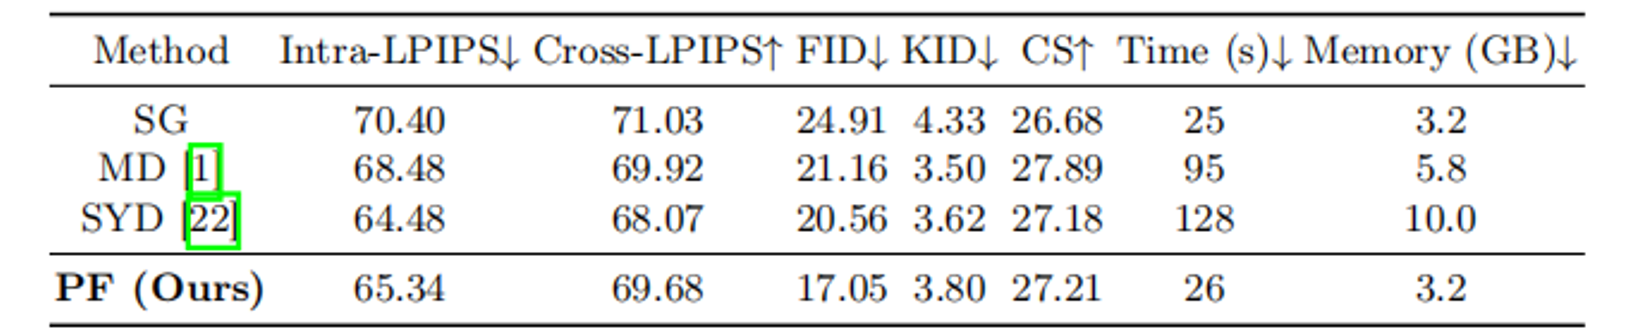 Method Intra-LPIPS↓ Cross-LPIPS↑ FID↓ KID↓ CS↑ Time (s)↓ Memory (GB)↓
SG 70.40 71.03 24.91 4.33 26.68 25 3.2
MD [1] 68.48 69.92 21.16 3.50 27.89 95 5.8
SYD [22] 64.48 68.07 20.56 3.62 27.18 128 10.0
PF (Ours) 65.34 69.68 17.05 3.80 27.21 26 3.2